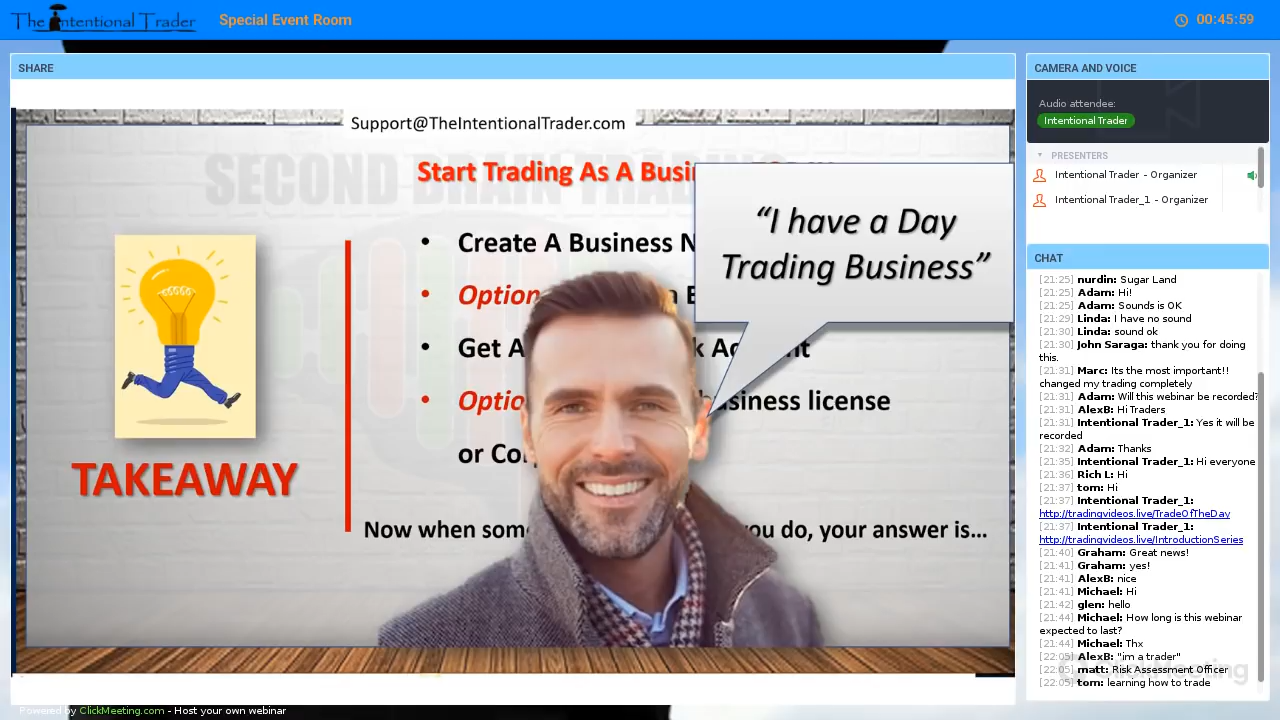 The Intentional Trader
Special Event Room
00:45:59
SHARE
Support@TheIntentionalTrader.com
SECOND BRAIN TRADING
Start Trading As A
• Create A Business
•
• Get A
• business license
or
Now when you do, your answer is...
TAKEAWAY
“I have a Day
Trading Business”
CAMERA AND VOICE
Audio attendee:
Intentional Trader
PRESENTERS
Intentional Trader - Organizer
Intentional Trader_1 - Organizer
CHAT
[21:25] nurdin: Sugar Land
[21:25] Adam: Hi!
[21:25] Adam: Sounds is OK
[21:29] Linda: I have no sound
[21:30] Linda: sound ok
[21:30] John Saraga: thank you for doing
this.
[21:31] Marc: Its the most important!!
changed my trading completely
[21:31] Adam: Will this webinar be recorded?
[21:31] AlexB: Hi Traders
[21:31] Intentional Trader_1: Yes it will be
recorded
[21:32] Adam: Thanks
[21:35] Intentional Trader_1: Hi everyone
[21:36] Rich L: Hi
[21:37] tom: Hi
[21:37] Intentional Trader_1:
http://tradingvideos.live/TradeOfTheDay
[21:37] Intentional Trader_1:
http://tradingvideos.live/IntroductionSeries
[21:40] Graham: Great news!
[21:41] Graham: yes!
[21:41] AlexB: nice
[21:41] Michael: Hi
[21:42] glen: hello
[21:44] Michael: How long is this webinar
expected to last?
[21:44] Michael: Thx
[22:05] AlexB: "im a trader"
[22:05] matt: Risk Assessment Officer
[22:05] tom: learning how to trade
Powered by ClickMeeting.com - Host your own webinar